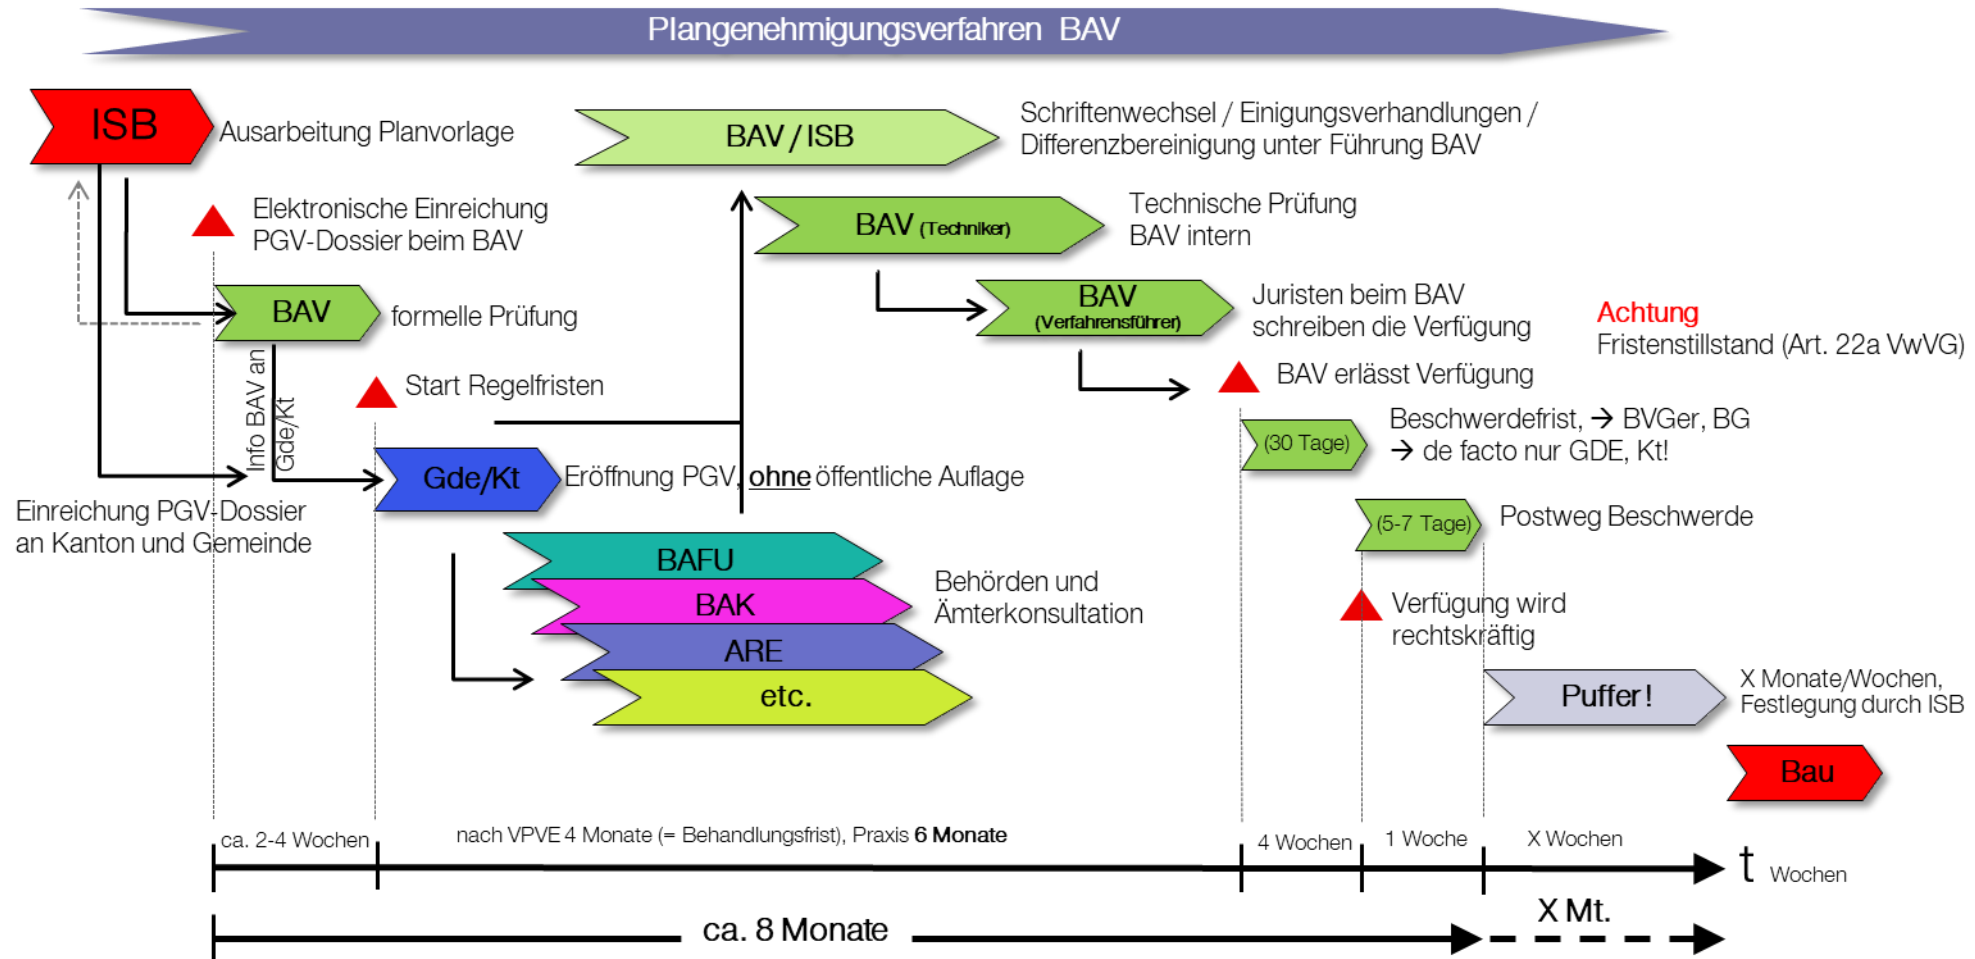 Plangenehmigungsverfahren BAV
ISB
Ausarbeitung Planvorlage
BAV / ISB
Schriftenwechsel / Einigungsverhandlungen /
Differenzbereinigung unter Führung BAV
Elektronische Einreichung
PGV-Dossier beim BAV
BAV (Techniker)
Technische Prüfung
BAV intern
BAV
formelle Prüfung
BAV
(Verfahrensführer)
Juristen beim BAV
schreiben die Verfügung
Achtung
Fristenstillstand (Art. 22a VwVG)
Info BAV an
Gde/Kt
Start Regelfristen
BAV erlässt Verfügung
(30 Tage)
Beschwerdefrist, → BVGer, BG
→ de facto nur GDE, Kt!
Gde/Kt
Eröffnung PGV, ohne öffentliche Auflage
Einreichung PGV-Dossier
an Kanton und Gemeinde
(5-7 Tage)
Postweg Beschwerde
BAFU
BAK
ARE
etc.
Behörden und
Ämterkonsultation
Verfügung wird
rechtskräftig
Puffer!
X Monate/Wochen,
Festlegung durch ISB
Bau
ca. 2-4 Wochen
nach VPVE 4 Monate (= Behandlungsfrist), Praxis 6 Monate
4 Wochen
1 Woche
X Wochen
t Wochen
ca. 8 Monate
X Mt.